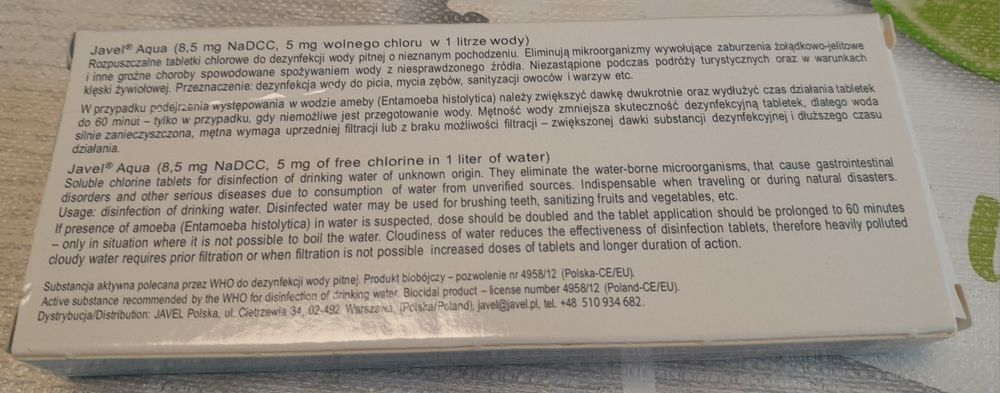 Javel® Aqua (8,5 mg NaDCC, 5 mg wolnego chloru w 1 litrze wody)
Rozpuszczalne tabletki chlorowe do dezynfekcji wody pitnej o nieznanym pochodzeniu. Eliminują mikroorganizmy wywołujące zaburzenia żołądkowo-jelitowe
i inne groźne choroby spowodowane spożywaniem wody z niesprawdzonego źródła. Niezastąpione podczas podróży turystycznych oraz w warunkach
klęski żywiołowej. Przeznaczenie: dezynfekcja wody do picia, mycia zębów, sanityzacji owoców i warzyw etc.
W przypadku podejrzenia występowania w wodzie ameby (Entamoeba histolytica) należy zwiększyć dawkę dwukrotnie oraz wydłużyć czas działania tabletek
do 60 minut – tylko w przypadku, gdy niemożliwe jest przegotowanie wody. Mętność wody zmniejsza skuteczność dezynfekcyjną tabletek, dlatego woda
silnie zanieczyszczona, mętna wymaga uprzedniej filtracji lub z braku możliwości filtracji – zwiększonej dawki substancji dezynfekcyjnej i dłuższego czasu
działania.
Javel® Aqua (8,5 mg NaDCC, 5 mg of free chlorine in 1 liter of water)
Soluble chlorine tablets for disinfection of drinking water of unknown origin. They eliminate the water-borne microorganisms, that cause gastrointestinal
disorders and other serious diseases due to consumption of water from unverified sources. Indispensable when traveling or during natural disasters.
Usage: disinfection of drinking water. Disinfected water may be used for brushing teeth, sanitizing fruits and vegetables, etc.
If presence of amoeba (Entamoeba histolytica) in water is suspected, dose should be doubled and the tablet application should be prolonged to 60 minutes
– only in situation where it is not possible to boil the water. Cloudiness of water reduces the effectiveness of disinfection tablets, therefore heavily polluted
cloudy water requires prior filtration or when filtration is not possible increased doses of tablets and longer duration of action.
Substancja aktywna polecana przez WHO do dezynfekcji wody pitnej. Produkt biobójczy – pozwolenie nr 4958/12 (Polska-CE/EU).
Active substance recommended by the WHO for disinfection of drinking water. Biocidal product – license number 4958/12 (Poland-CE/EU).
Dystrybucja/Distribution: JAVEL Polska, ul. Cietrzewia 34, 02-492 Warszawa, (Polska/Poland), javel@javel.pl, tel. +48 510 934 682.